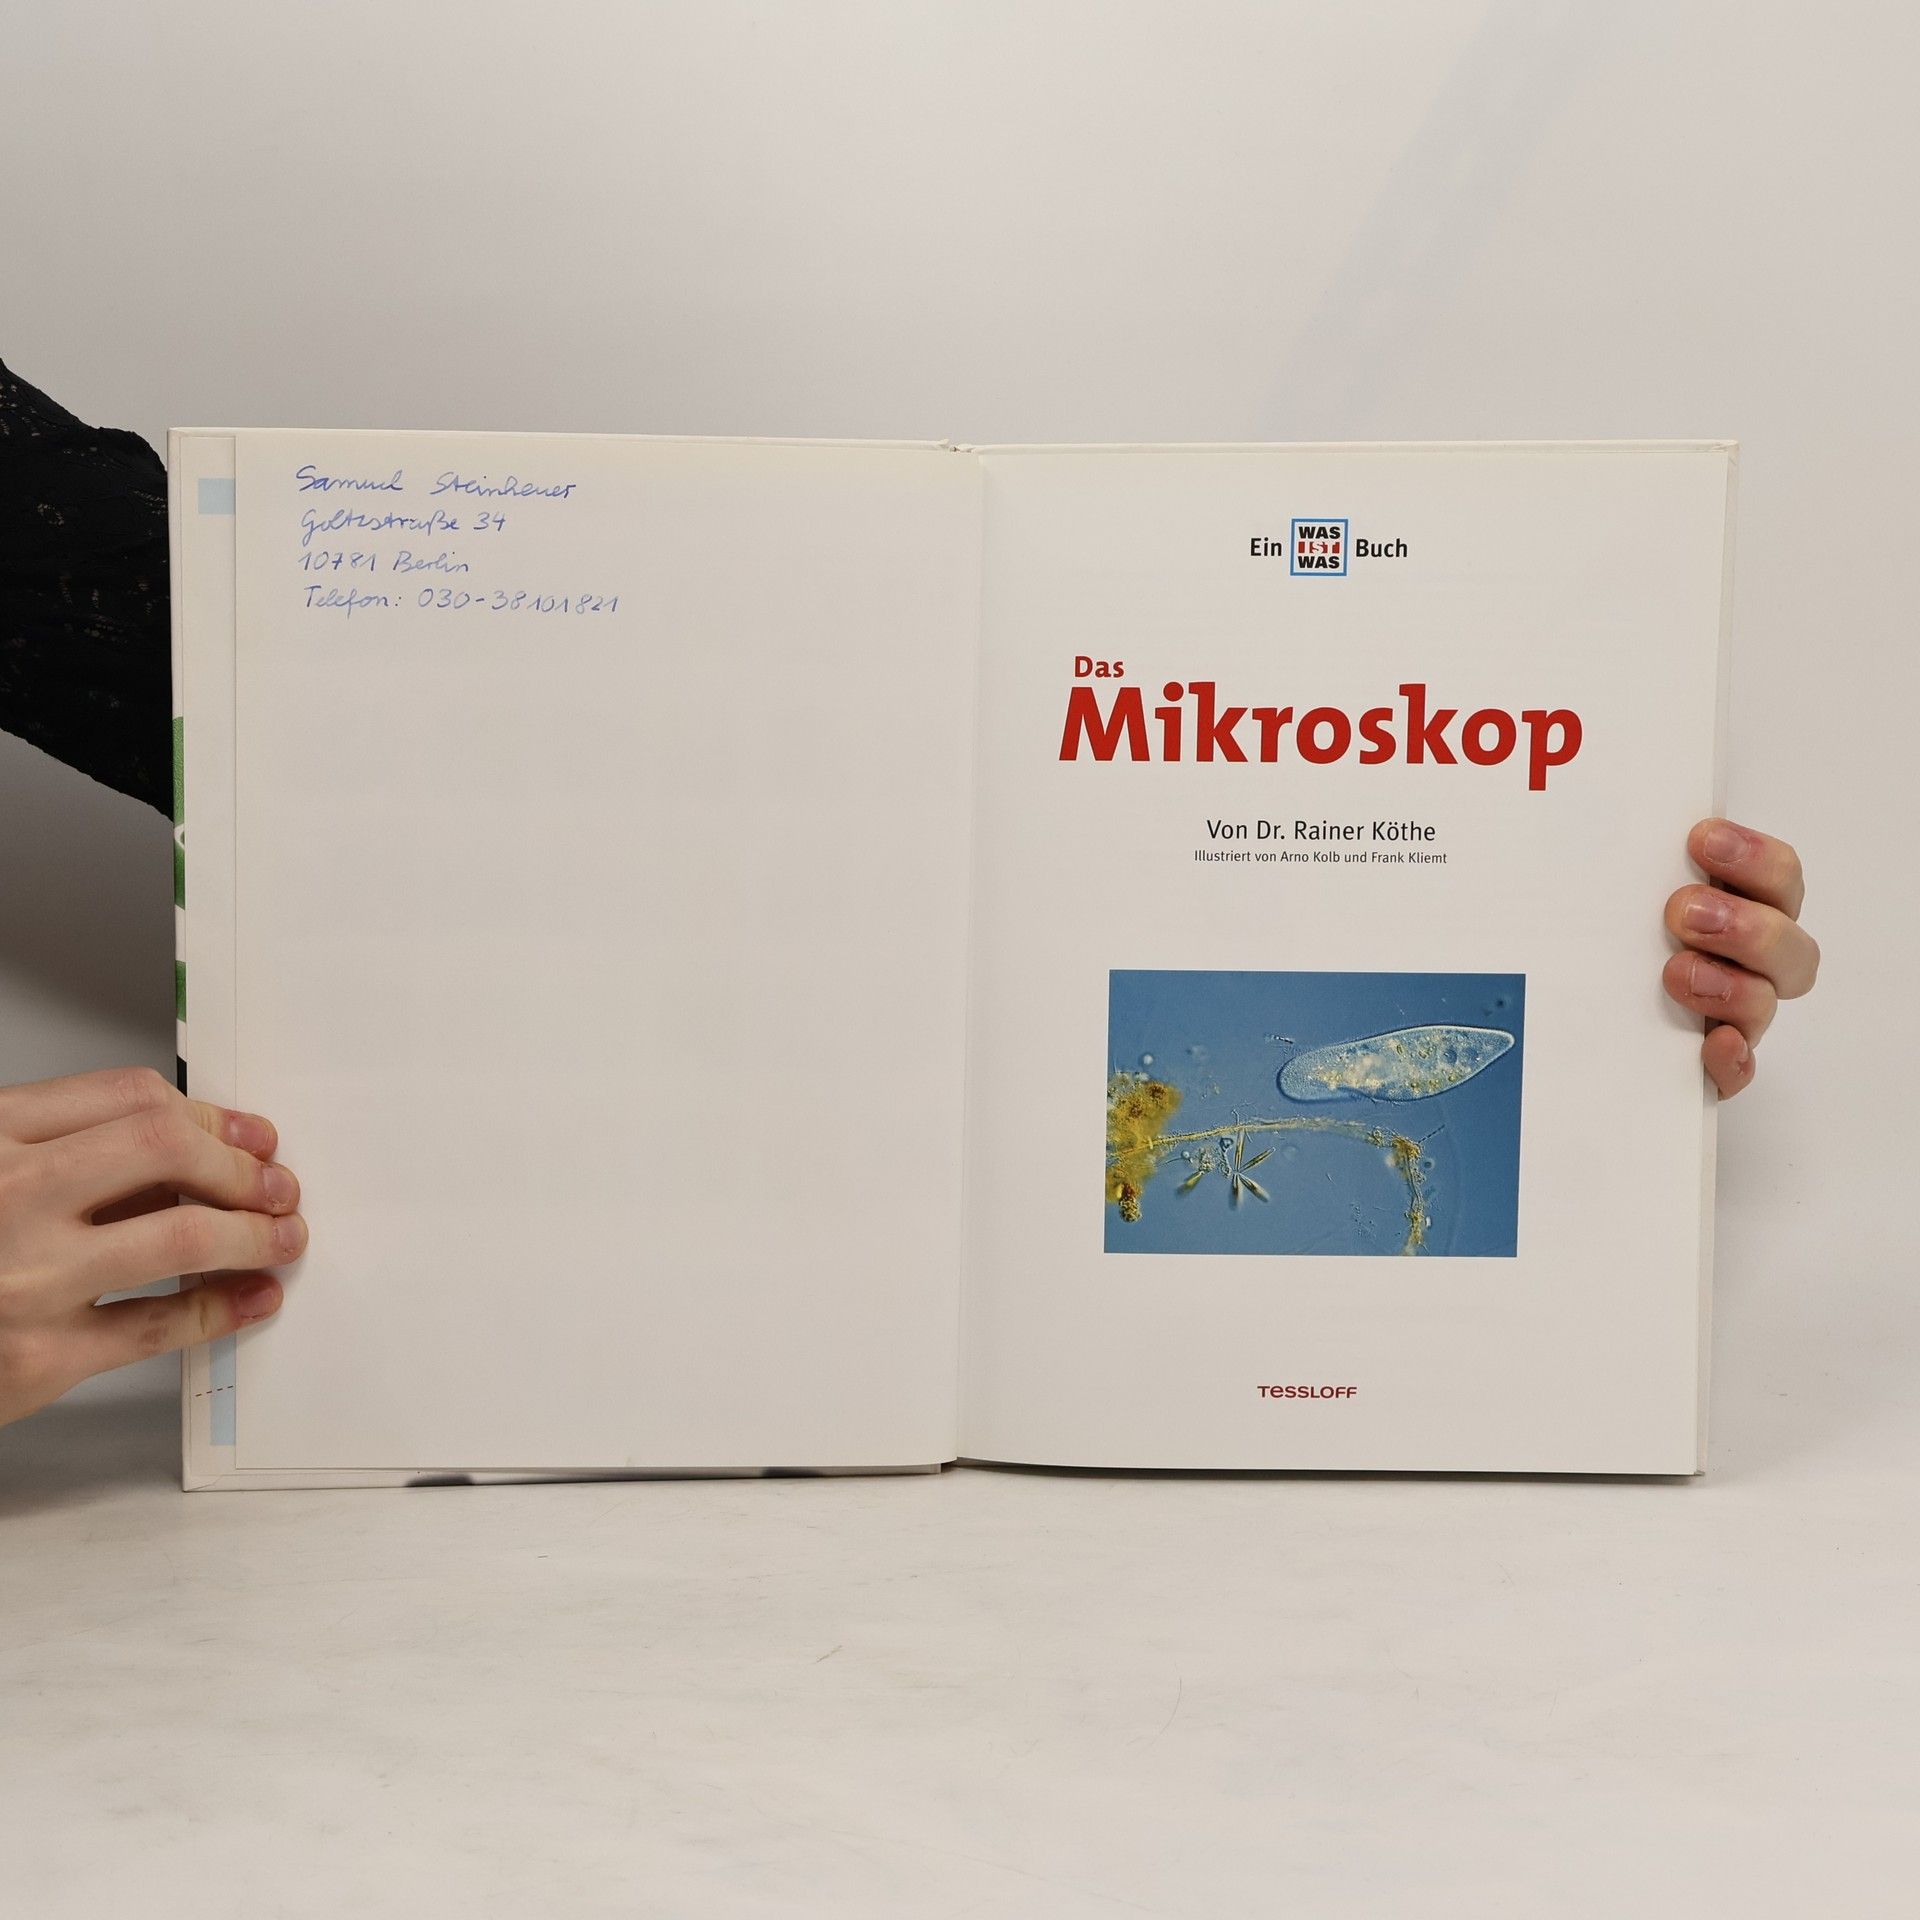 Samuel Steinheuer
Goltzstraße 34
10781 Berlin
Telefon: 030-38101821
Ein WAS IST WAS Buch
Das
Mikroskop
Von Dr. Rainer Köthe
Illustriert von Arno Kolb und Frank Kliemt
TESSLOFF